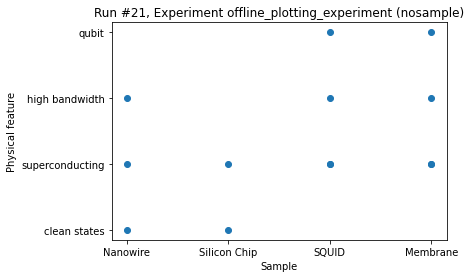 Run #21, Experiment offline_plotting_experiment (nosample)
qubit
high bandwidth
superconducting
clean states
Physical feature
Nanowire
Silicon Chip
SQUID
Membrane
Sample